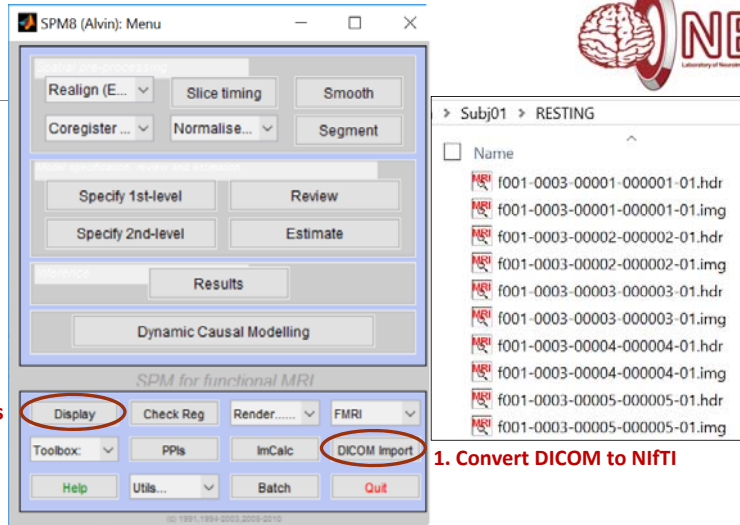 SPM8 (Alvin): Menu
NE
Realign (E...
Slice timing
Smooth
Coregister ...
Normalise...
Segment
Specify 1st-level
Review
Specify 2nd-level
Estimate
Inference
Results
Dynamic Causal Modelling
SPM for functional MRI
Display
Check Reg
Render......
FMRI
Toolbox:
PPIs
ImCalc
DICOM Import
Help
Utils...
Batch
Quit
s
> Subj01 > RESTING
Name
f001-0003-00001-000001-01.hdr
f001-0003-00001-000001-01.img
f001-0003-00002-000002-01.hdr
f001-0003-00002-000002-01.img
f001-0003-00003-000003-01.hdr
f001-0003-00003-000003-01.img
f001-0003-00004-000004-01.hdr
f001-0003-00004-000004-01.img
f001-0003-00005-000005-01.hdr
f001-0003-00005-000005-01.img
1. Convert DICOM to NIfTI